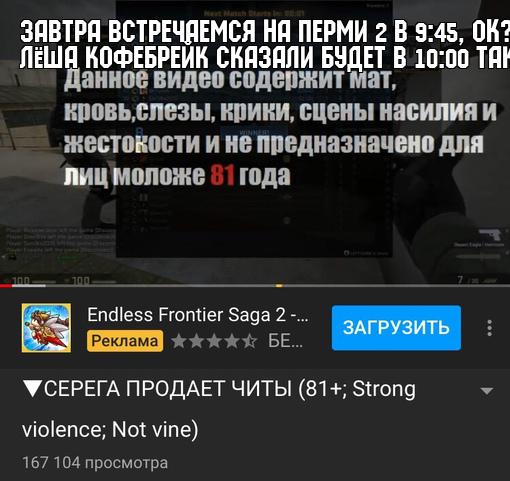 Next Match Starts In: 00:01
ЗАВТРА ВСТРЕЧАЕМСЯ НА ПЕРМИ 2 В 9:45, ОК?
ЛЁША КОФЕБРЕЙК СКАЗАЛИ БУДЕТ В 10:00 ТАК
Данное видео содержит мат,
кровь,слезы, крики, сцены насилия и
жестокости и не предназначено для
лиц моложе 81 года
WINNER!
100
100
7
Endless Frontier Saga 2 -...
Реклама
БЕ...
ЗАГРУЗИТЬ
▼СЕРЕГА ПРОДАЕТ ЧИТЫ (81+; Strong
violence; Not vine)
167 104 просмотра